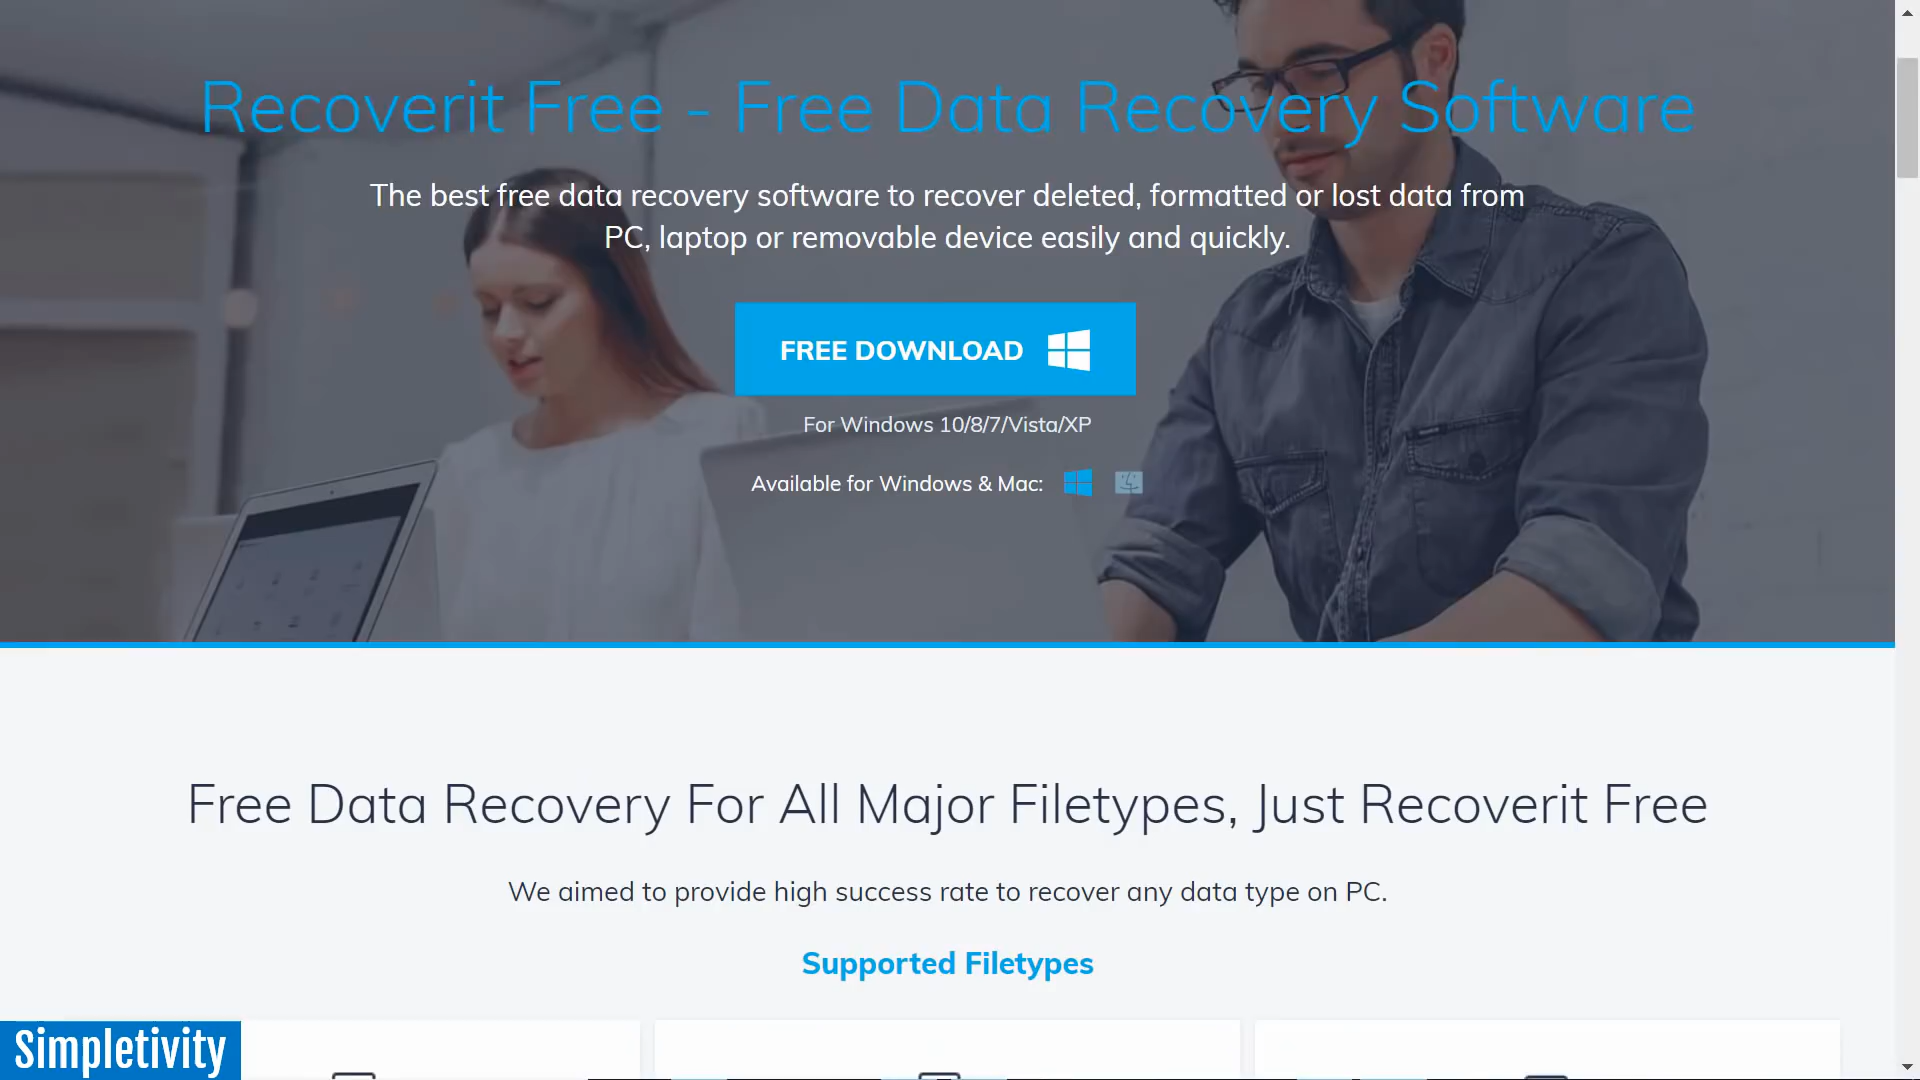 Recoverit Free - Free Data Recovery Software
The best free data recovery software to recover deleted, formatted or lost data from
PC, laptop or removable device easily and quickly.
FREE DOWNLOAD
For Windows 10/8/7/Vista/XP
Available for Windows & Mac:
Free Data Recovery For All Major Filetypes, Just Recoverit Free
We aimed to provide high success rate to recover any data type on PC.
Supported Filetypes
Simpletivity